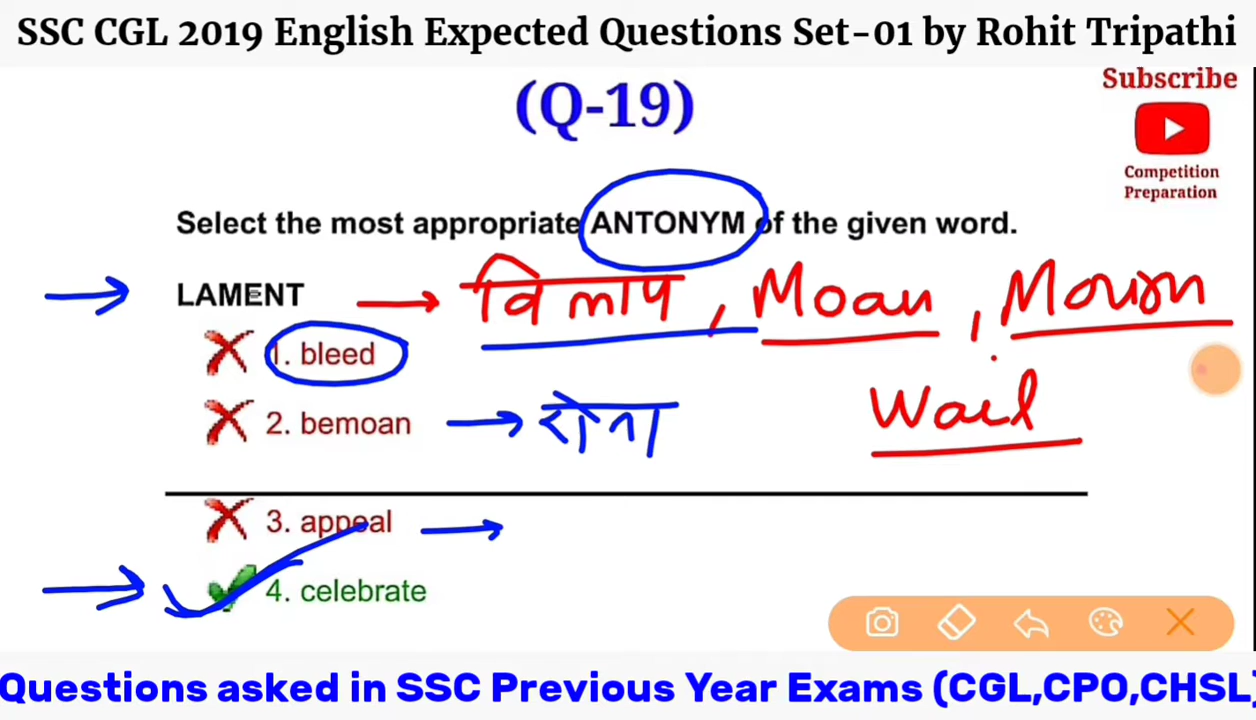 SSC CGL 2019 English Expected Questions Set-01 by Rohit Tripathi
(Q-19)
Subscribe
Competition
Preparation
Select the most appropriate ANTONYM of the given word.
LAMENT → विलाप, Moan, Mourn
1. bleed
Wail
2. bemoan → रोना
3. appeal →
4. celebrate
Questions asked in SSC Previous Year Exams (CGL,CPO,CHSL)